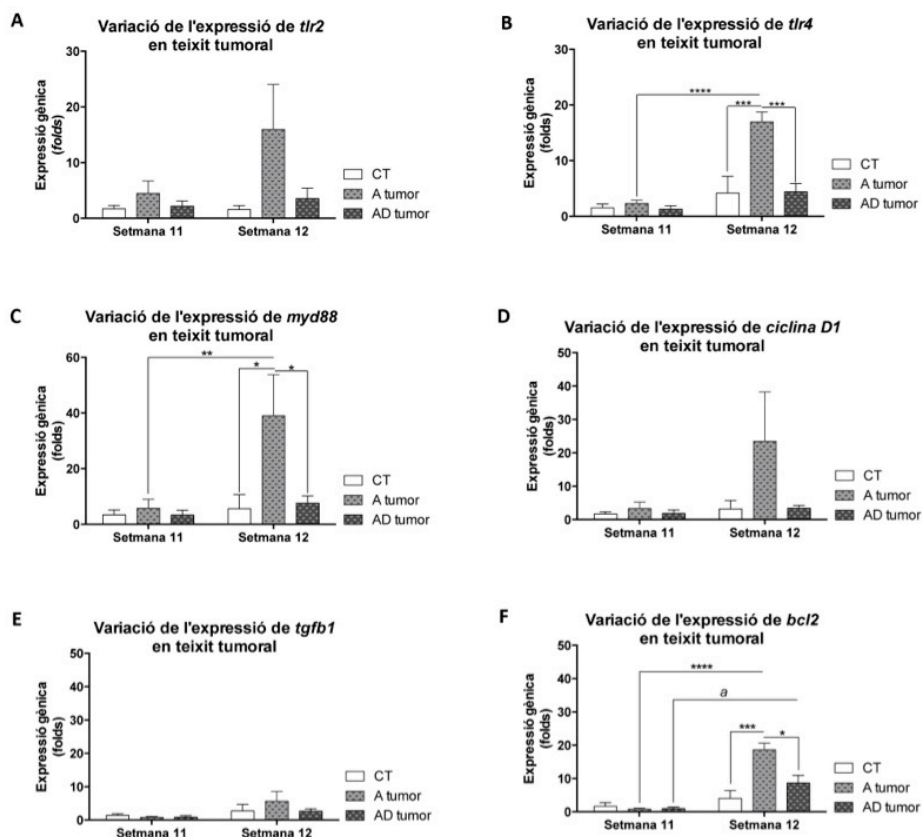 A
Variació de l'expressió de tlr2
en teixit tumoral
Expressió gènica
(folds)
30
20
10
0
Setmana 11
Setmana 12
CT
A tumor
AD tumor
B
Variació de l'expressió de tlr4
en teixit tumoral
Expressió gènica
(folds)
30
20
10
0
****
***
***
Setmana 11
Setmana 12
CT
A tumor
AD tumor
C
Variació de l'expressió de myd88
en teixit tumoral
Expressió gènica
(folds)
60
40
20
0
**
*
*
Setmana 11
Setmana 12
CT
A tumor
AD tumor
D
Variació de l'expressió de ciclina D1
en teixit tumoral
Expressió gènica
(folds)
50
40
30
20
10
0
Setmana 11
Setmana 12
CT
A tumor
AD tumor
E
Variació de l'expressió de tgfb1
en teixit tumoral
Expressió gènica
(folds)
50
40
30
20
10
0
Setmana 11
Setmana 12
CT
A tumor
AD tumor
F
Variació de l'expressió de bcl2
en teixit tumoral
Expressió gènica
(folds)
50
40
30
20
10
0
****
a
***
*
Setmana 11
Setmana 12
CT
A tumor
AD tumor